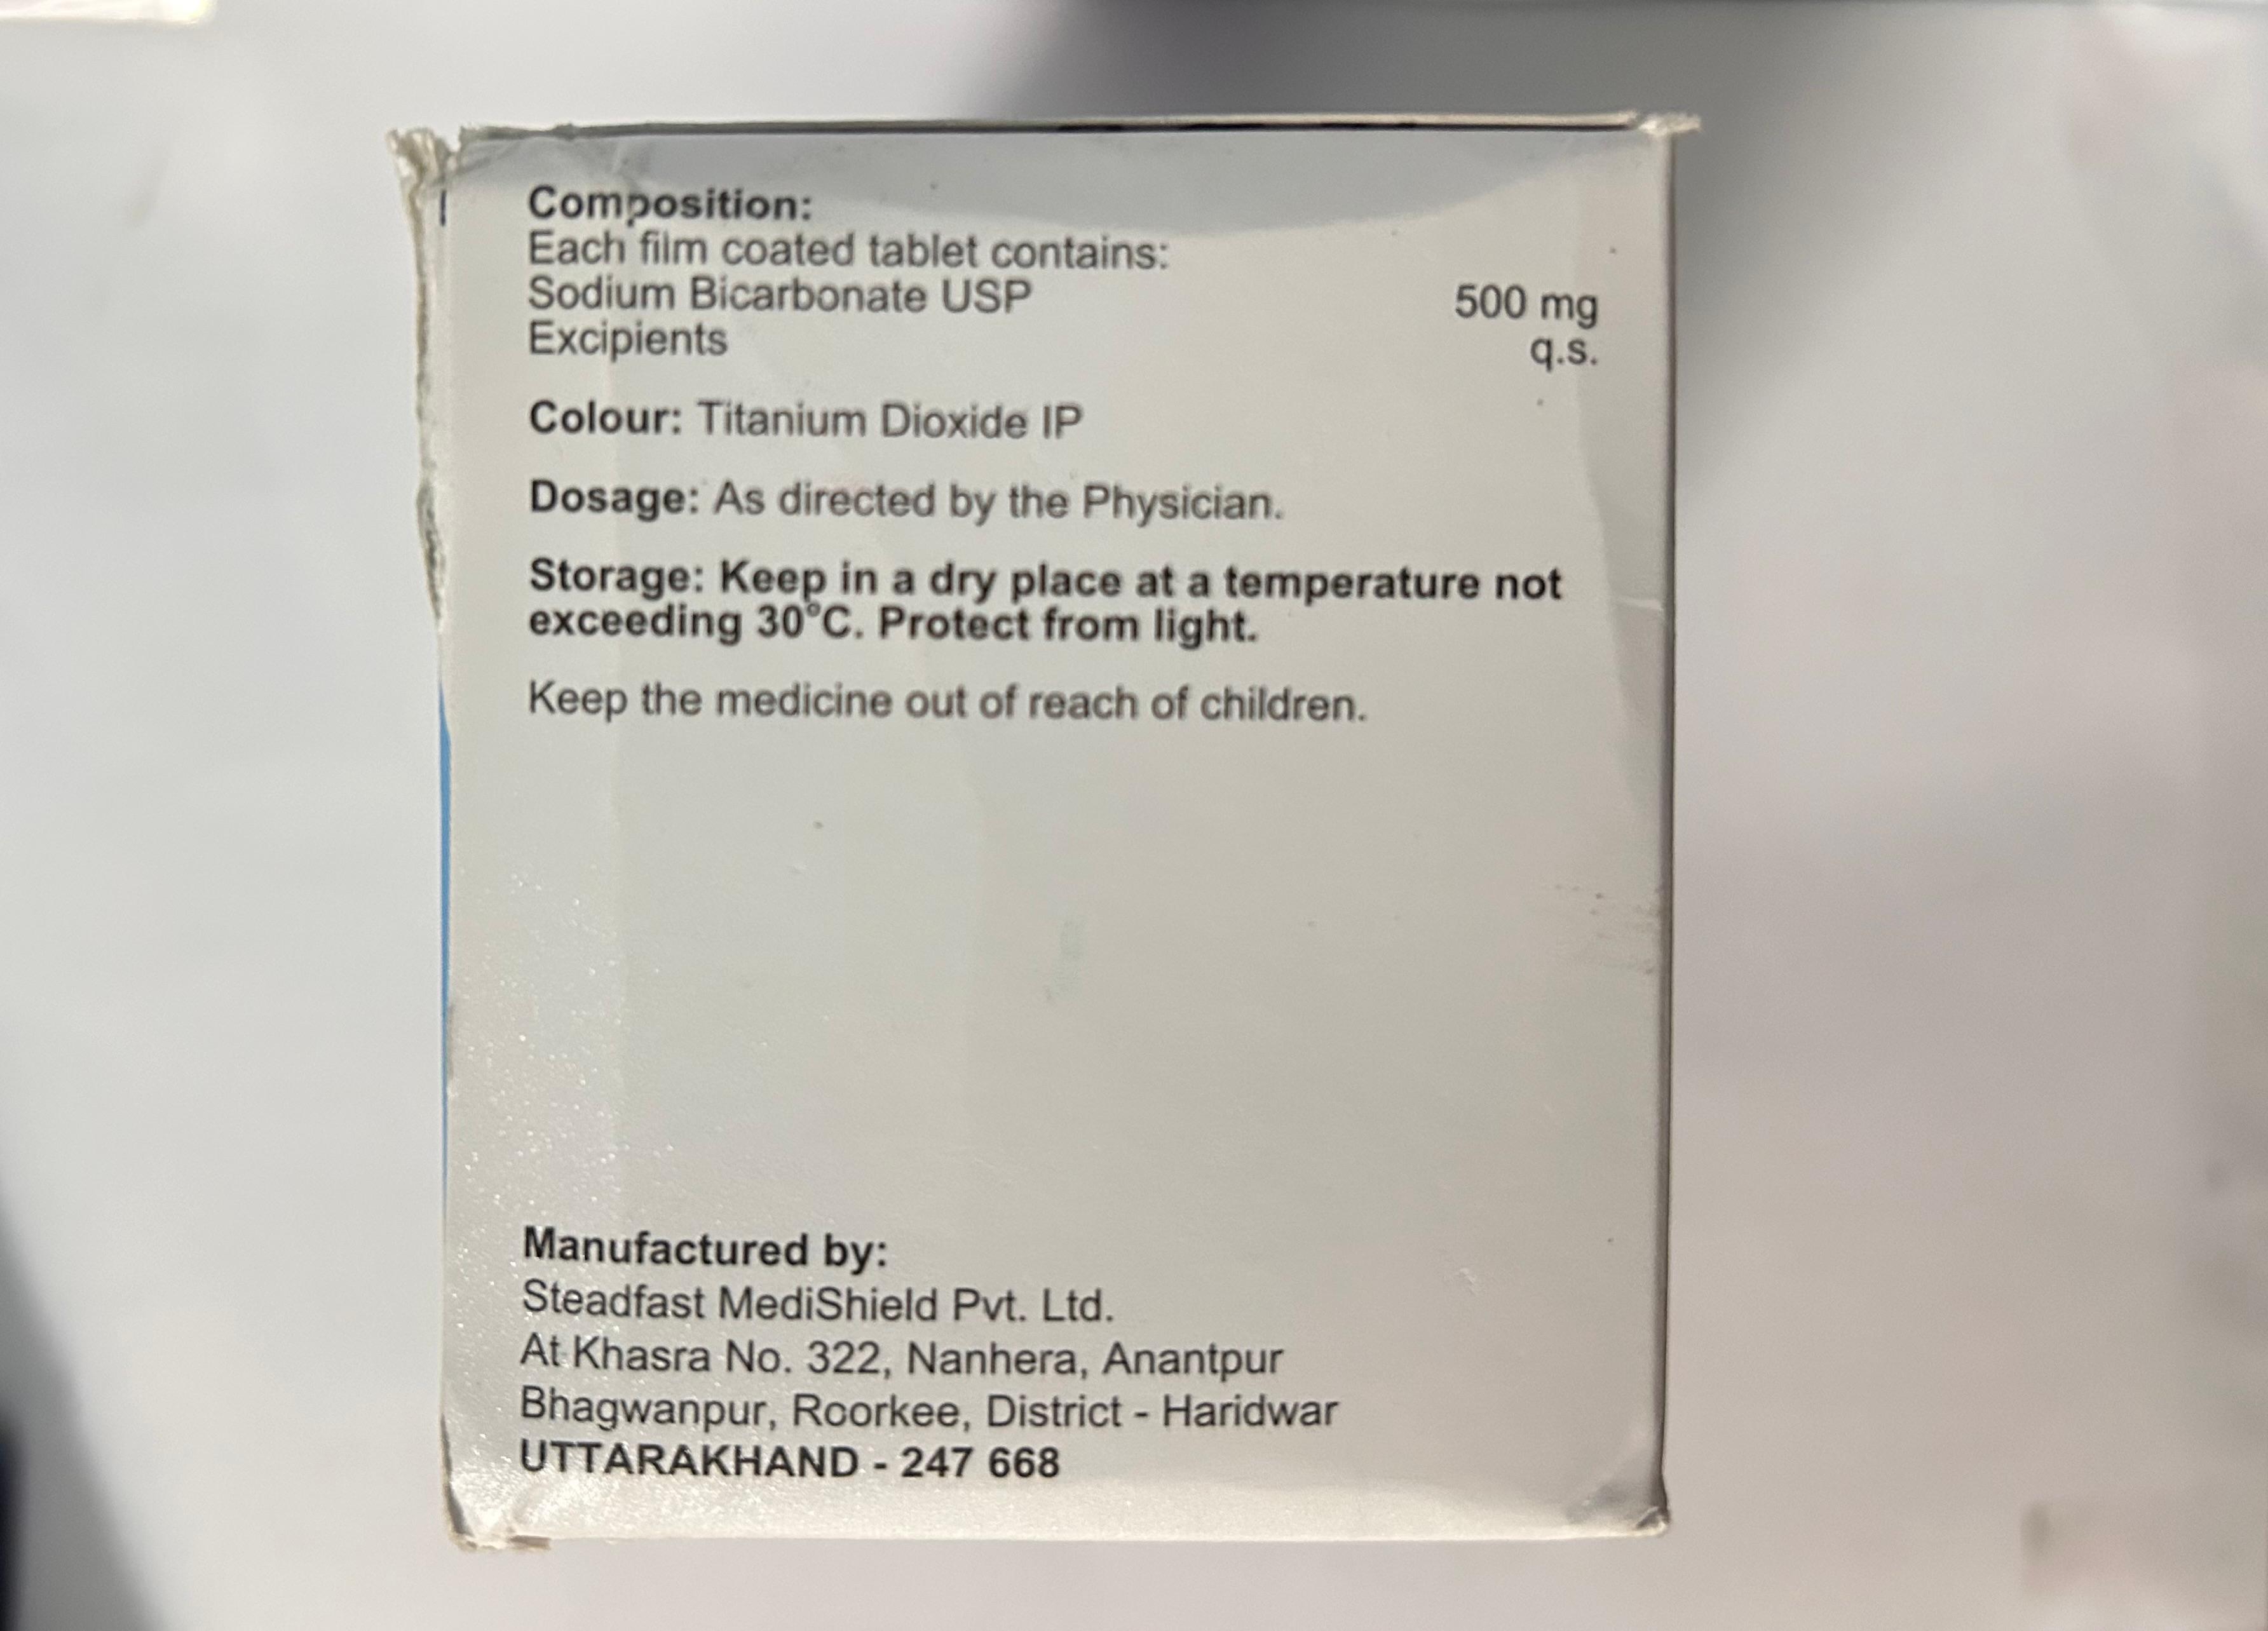 Composition:
Each film coated tablet contains:
Sodium Bicarbonate USP 500 mg
Excipients q.s.
Colour: Titanium Dioxide IP
Dosage: As directed by the Physician.
Storage: Keep in a dry place at a temperature not
exceeding 30°C. Protect from light.
Keep the medicine out of reach of children.
Manufactured by:
Steadfast MediShield Pvt. Ltd.
At Khasra No. 322, Nanhera, Anantpur
Bhagwanpur, Roorkee, District - Haridwar
UTTARAKHAND - 247 668